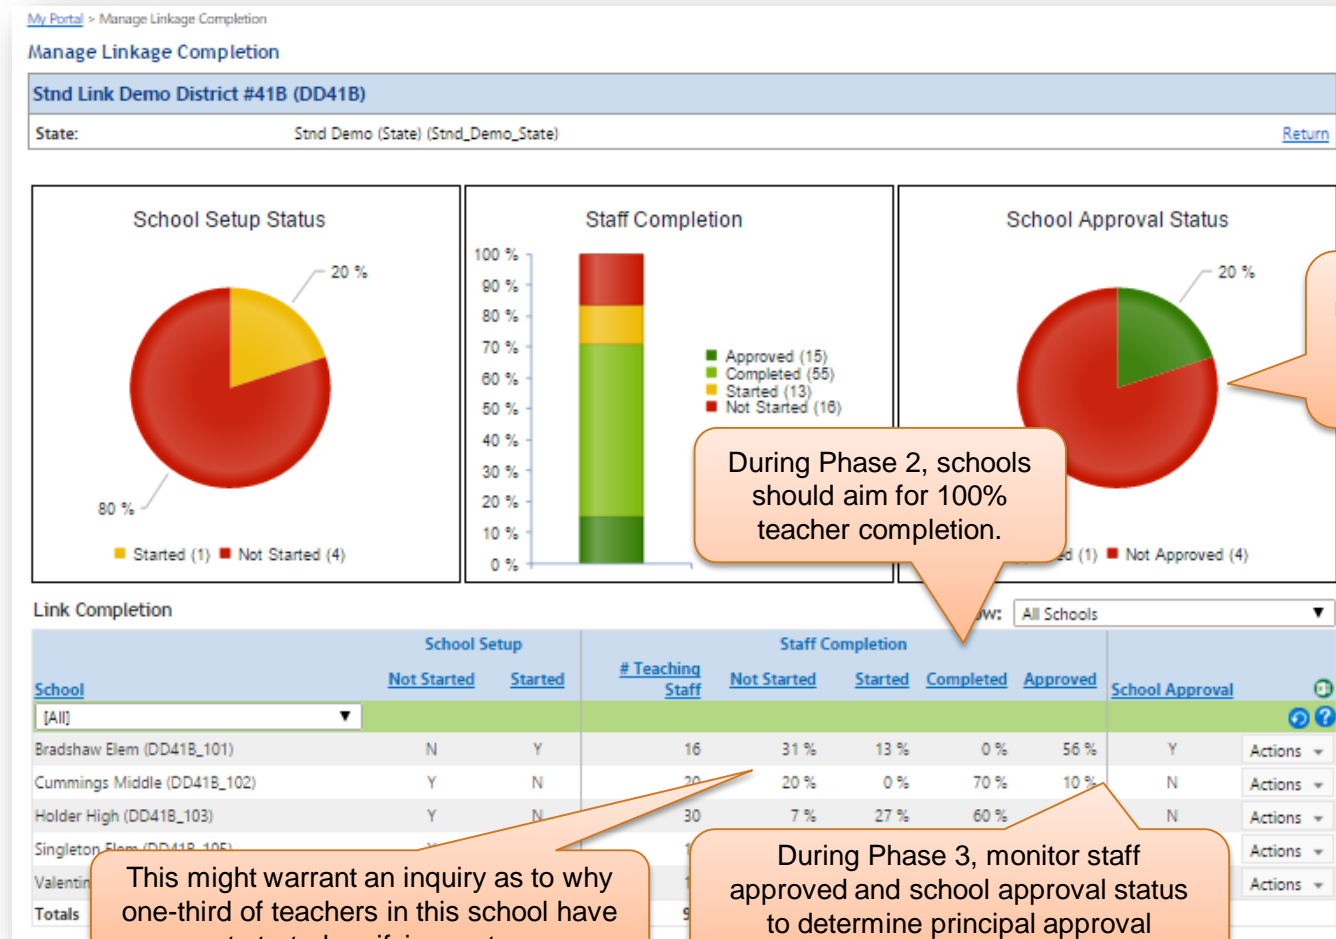 My Portal > Manage Linkage Completion
Manage Linkage Completion
Stnd Link Demo District #41B (DD41B)
State: Stnd Demo (State) (Stnd_Demo_State) Return
School Setup Status
20 %
80 %
Started (1) Not Started (4)
Staff Completion
100 %
90 %
80 %
70 %
60 %
50 %
40 %
30 %
20 %
10 %
0 %
Approved (15)
Completed (55)
Started (13)
Not Started (16)
School Approval Status
20 %
(1) Not Approved (4)
During Phase 2, schools
should aim for 100%
teacher completion.
Link Completion
All Schools
School Setup Staff Completion
School Not Started Started # Teaching Staff Not Started Started Completed Approved School Approval
[All]
Bradshaw Elem (DD41B_101) N Y 16 31 % 13 % 0 % 56 % Y Actions
Cummings Middle (DD41B_102) Y N 20 20 % 0 % 70 % 10 % N Actions
Holder High (DD41B_103) Y N 30 7 % 27 % 60 % N Actions
Singleton Elem (DD41B_105) Actions
Actions
Totals
This might warrant an inquiry as to why
one-third of teachers in this school have
During Phase 3, monitor staff
approved and school approval status
to determine principal approval